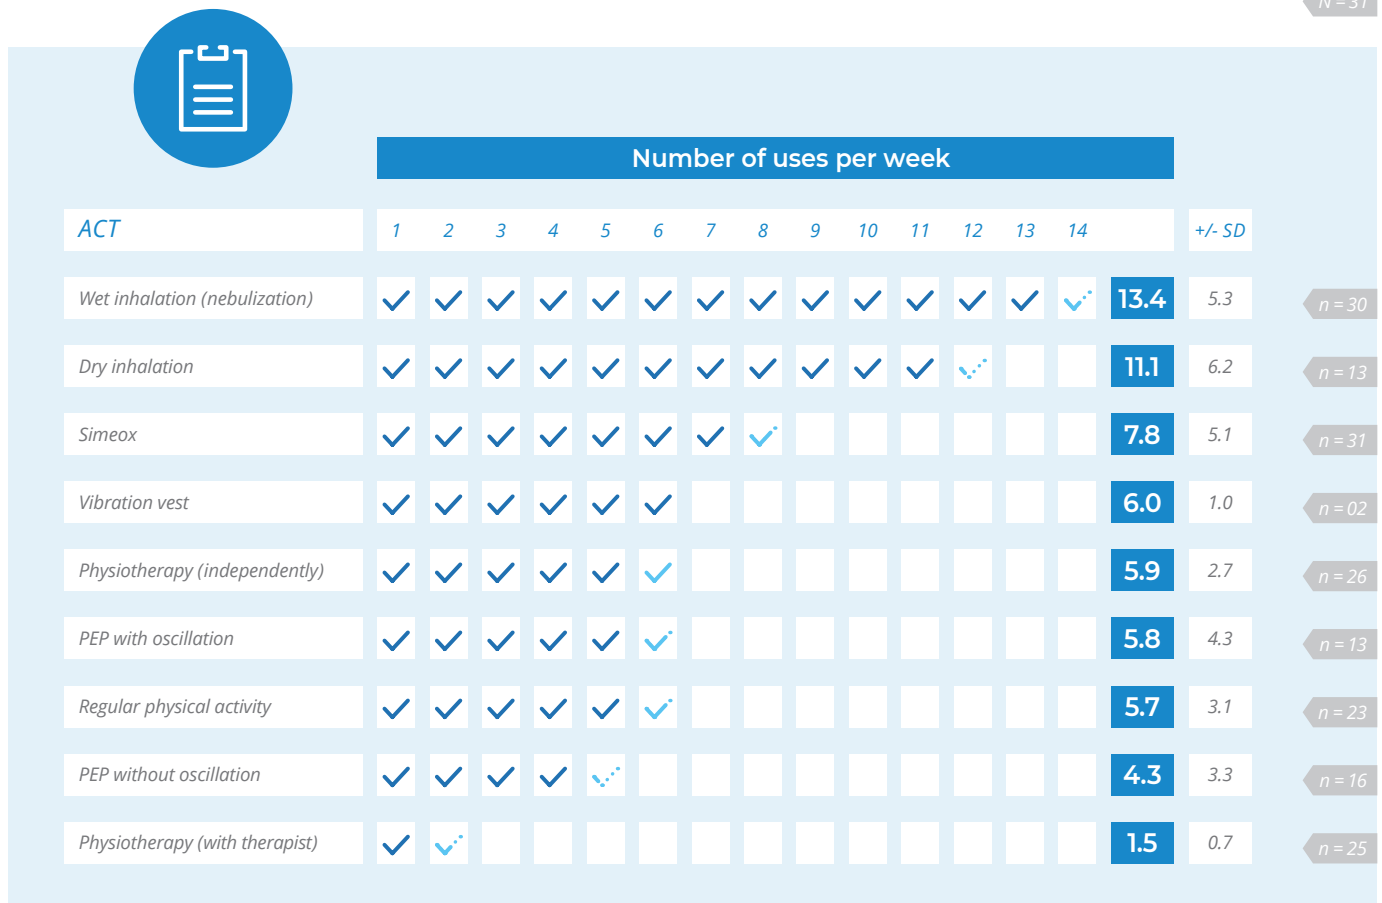 N = 31
Number of uses per week
ACT 1 2 3 4 5 6 7 8 9 10 11 12 13 14 +/- SD
Wet inhalation (nebulization) 13.4 5.3 n = 30
Dry inhalation 11.1 6.2 n = 13
Simeox 7.8 5.1 n = 31
Vibration vest 6.0 1.0 n = 02
Physiotherapy (independently) 5.9 2.7 n = 26
PEP with oscillation 5.8 4.3 n = 13
Regular physical activity 5.7 3.1 n = 23
PEP without oscillation 4.3 3.3 n = 16
Physiotherapy (with therapist) 1.5 0.7 n = 25